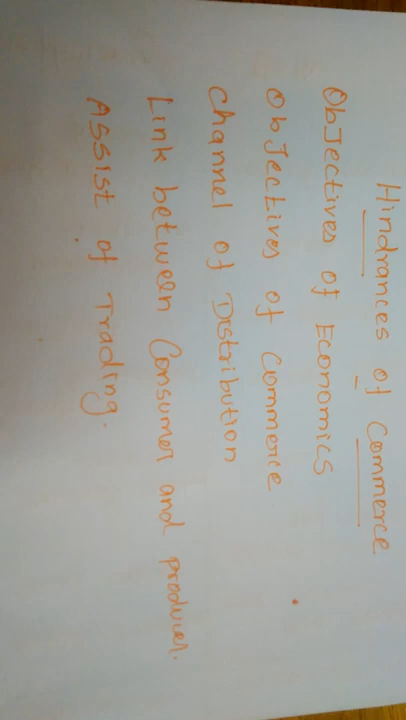 Hindrances of Commerce
Objectives of Economics
Objectives of Commerce
Channel of Distribution
Link between Consumer and Producer.
Assist of Trading.